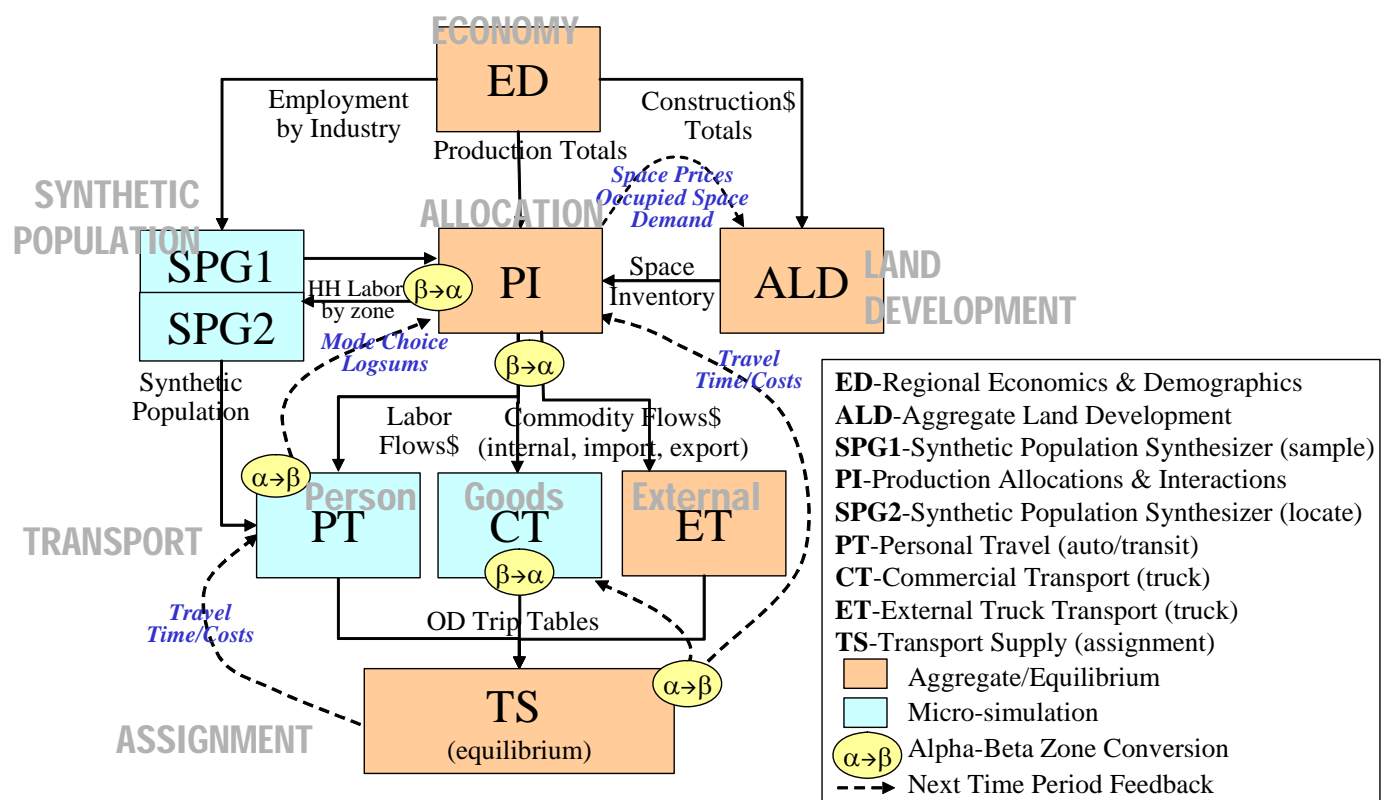 ECONOMY
ED
Employment
by Industry
Construction$
Totals
Production Totals
Space Prices
Occupied Space
Demand
SYNTHETIC
POPULATION
ALLOCATION
SPG1
SPG2
HH Labor
by zone
β→α
PI
Space
Inventory
ALD
LAND
DEVELOPMENT
Mode Choice
Logsums
β→α
Travel
Time/Costs
Synthetic
Population
Labor
Flows$
Commodity Flows$
(internal, import, export)
α→β
TRANSPORT
Person
PT
Goods
CT
External
ET
β→α
Travel
Time/Costs
OD Trip Tables
α→β
ASSIGNMENT
TS
(equilibrium)
ED-Regional Economics & Demographics
ALD-Aggregate Land Development
SPG1-Synthetic Population Synthesizer (sample)
PI-Production Allocations & Interactions
SPG2-Synthetic Population Synthesizer (locate)
PT-Personal Travel (auto/transit)
CT-Commercial Transport (truck)
ET-External Truck Transport (truck)
TS-Transport Supply (assignment)
Aggregate/Equilibrium
Micro-simulation
α→β Alpha-Beta Zone Conversion
Next Time Period Feedback